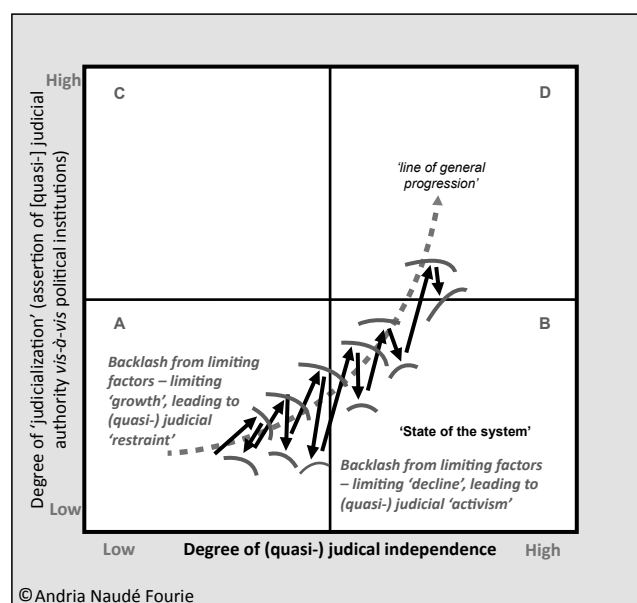 High
Degree of 'judicialization' (assertion of [quasi-] judicial
authority vis-à-vis political institutions)
Low
C
D
'line of general
progression'
A
B
Backlash from limiting
factors – limiting
'growth', leading to
(quasi-) judicial
'restraint'
'State of the system'
Backlash from limiting factors
– limiting 'decline', leading to
(quasi-) judicial 'activism'
Low
Degree of (quasi-) judical independence
High
©Andria Naudé Fourie